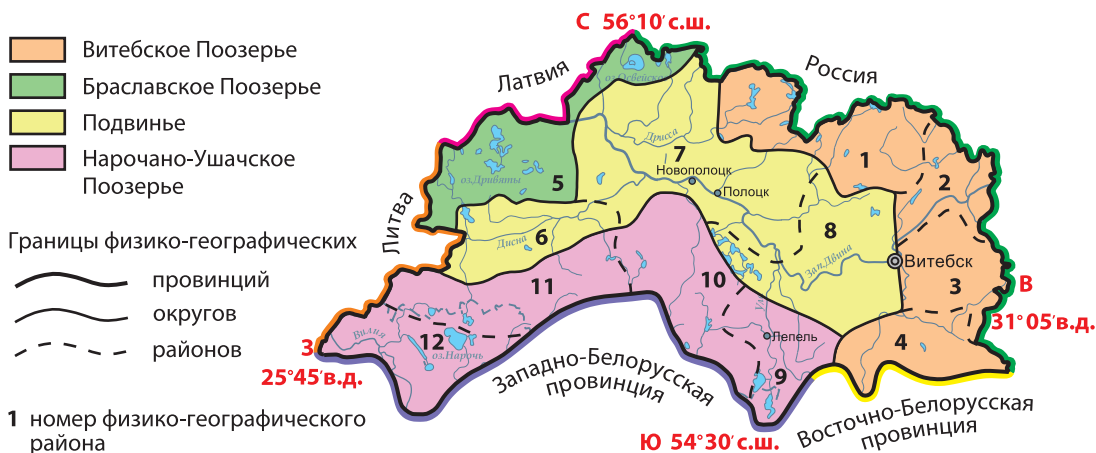 С 56°10′с.ш.
Витебское Поозерье
Браславское Поозерье
Подвинье
Нарочано-Ушачское
Поозерье
Границы физико-географических
провинций
округов
районов
1 номер физико-географического
района
Латвия
Россия
Литва
оз.Освейское
Дрисса
7
Новополоцк
Полоцк
1
2
оз.Дривяты
5
Дисна
6
8
Зап.Двина
Витебск
3
В
31°05′в.д.
11
10
4
Вилия
12
оз.Нарочь
З
25°45′в.д.
Лепель
9
Западно-Белорусская
провинция
Восточно-Белорусская
провинция
Ю 54°30′с.ш.